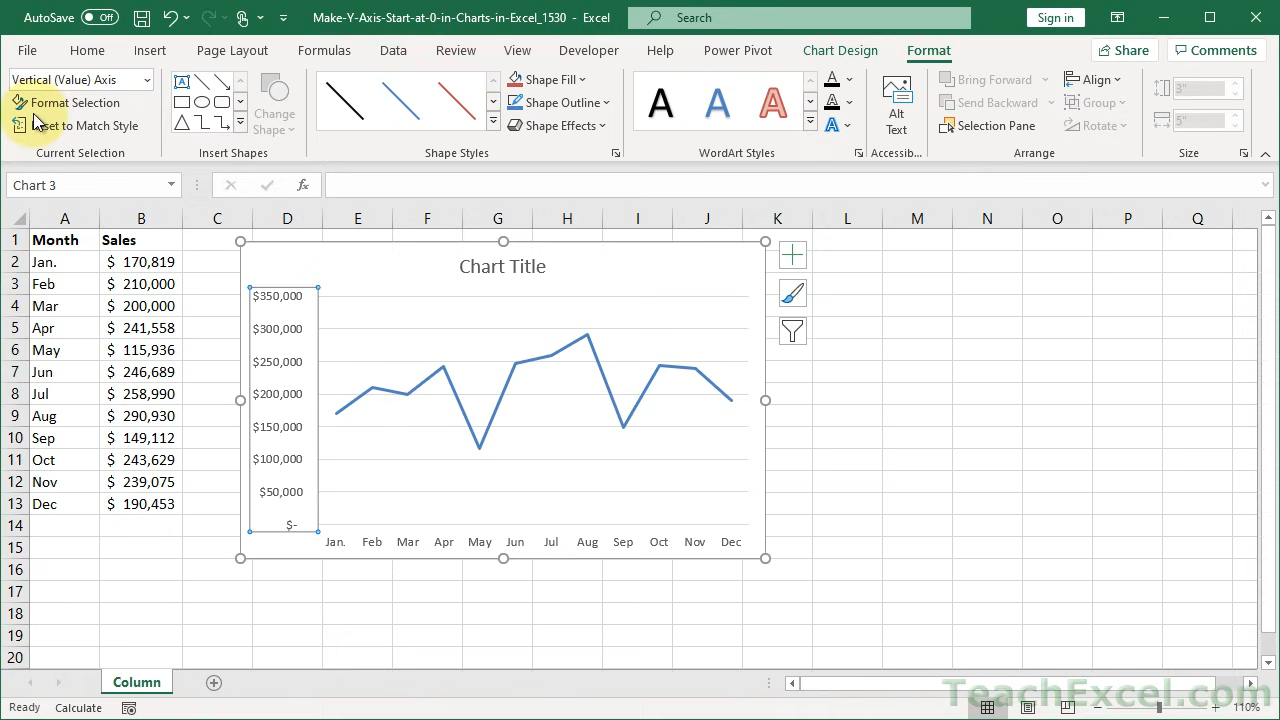 AutoSave Off
Make-Y-Axis-Start-at-0-in-Charts-in-Excel_1530 - Excel
Search
Sign in
File Home Insert Page Layout Formulas Data Review View Developer Help Power Pivot Chart Design Format
Share Comments
Vertical (Value) Axis
Format Selection
to Match Style
Current Selection
Change
Shape
Insert Shapes
Shape Fill
Shape Outline
Shape Effects
Shape Styles
A A A
A
A
A
WordArt Styles
Alt
Text
Accessib...
Bring Forward
Send Backward
Selection Pane
Align
Group
Rotate
Arrange
3"
5"
Size
Chart 3
fx
A B C D E F G H I J K L M N O P Q
1 Month Sales
2 Jan. $ 170,819
3 Feb $ 210,000
4 Mar $ 200,000
5 Apr $ 241,558
6 May $ 115,936
7 Jun $ 246,689
8 Jul $ 258,990
9 Aug $ 290,930
10 Sep $ 149,112
11 Oct $ 243,629
12 Nov $ 239,075
13 Dec $ 190,453
14
15
16
17
18
19
20
Chart Title
$350,000
$300,000
$250,000
$200,000
$150,000
$100,000
$50,000
$-
Jan. Feb Mar Apr May Jun Jul Aug Sep Oct Nov Dec
Column
TeachExcel.com
Ready Calculate
110%